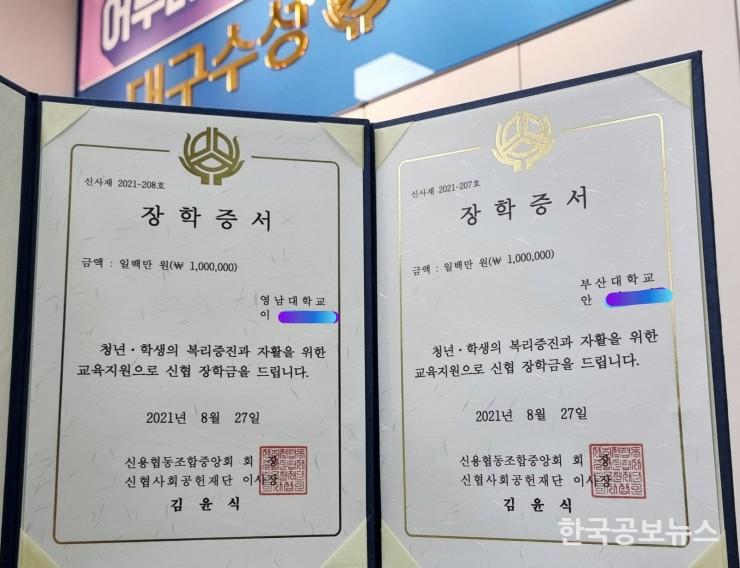 대구수성
신사재 2021-208호
장학증서
금액 : 일백만 원(₩ 1,000,000)
영남대학교
이
청년·학생의 복리증진과 자활을 위한
교육지원으로 신협 장학금을 드립니다.
2021년 8월 27일
신용협동조합중앙회 회 장
신협사회공헌재단 이사장
김 윤 식
신사재 2021-207호
장학증서
금액 : 일백만 원(₩ 1,000,000)
부산대학교
안
청년·학생의 복리증진과 자활을 위한
교육지원으로 신협 장학금을 드립니다.
2021년 8월 27일
신용협동조합중앙회 회 장
신협사회공헌재단 이사장
김 윤 식
한국공보뉴스